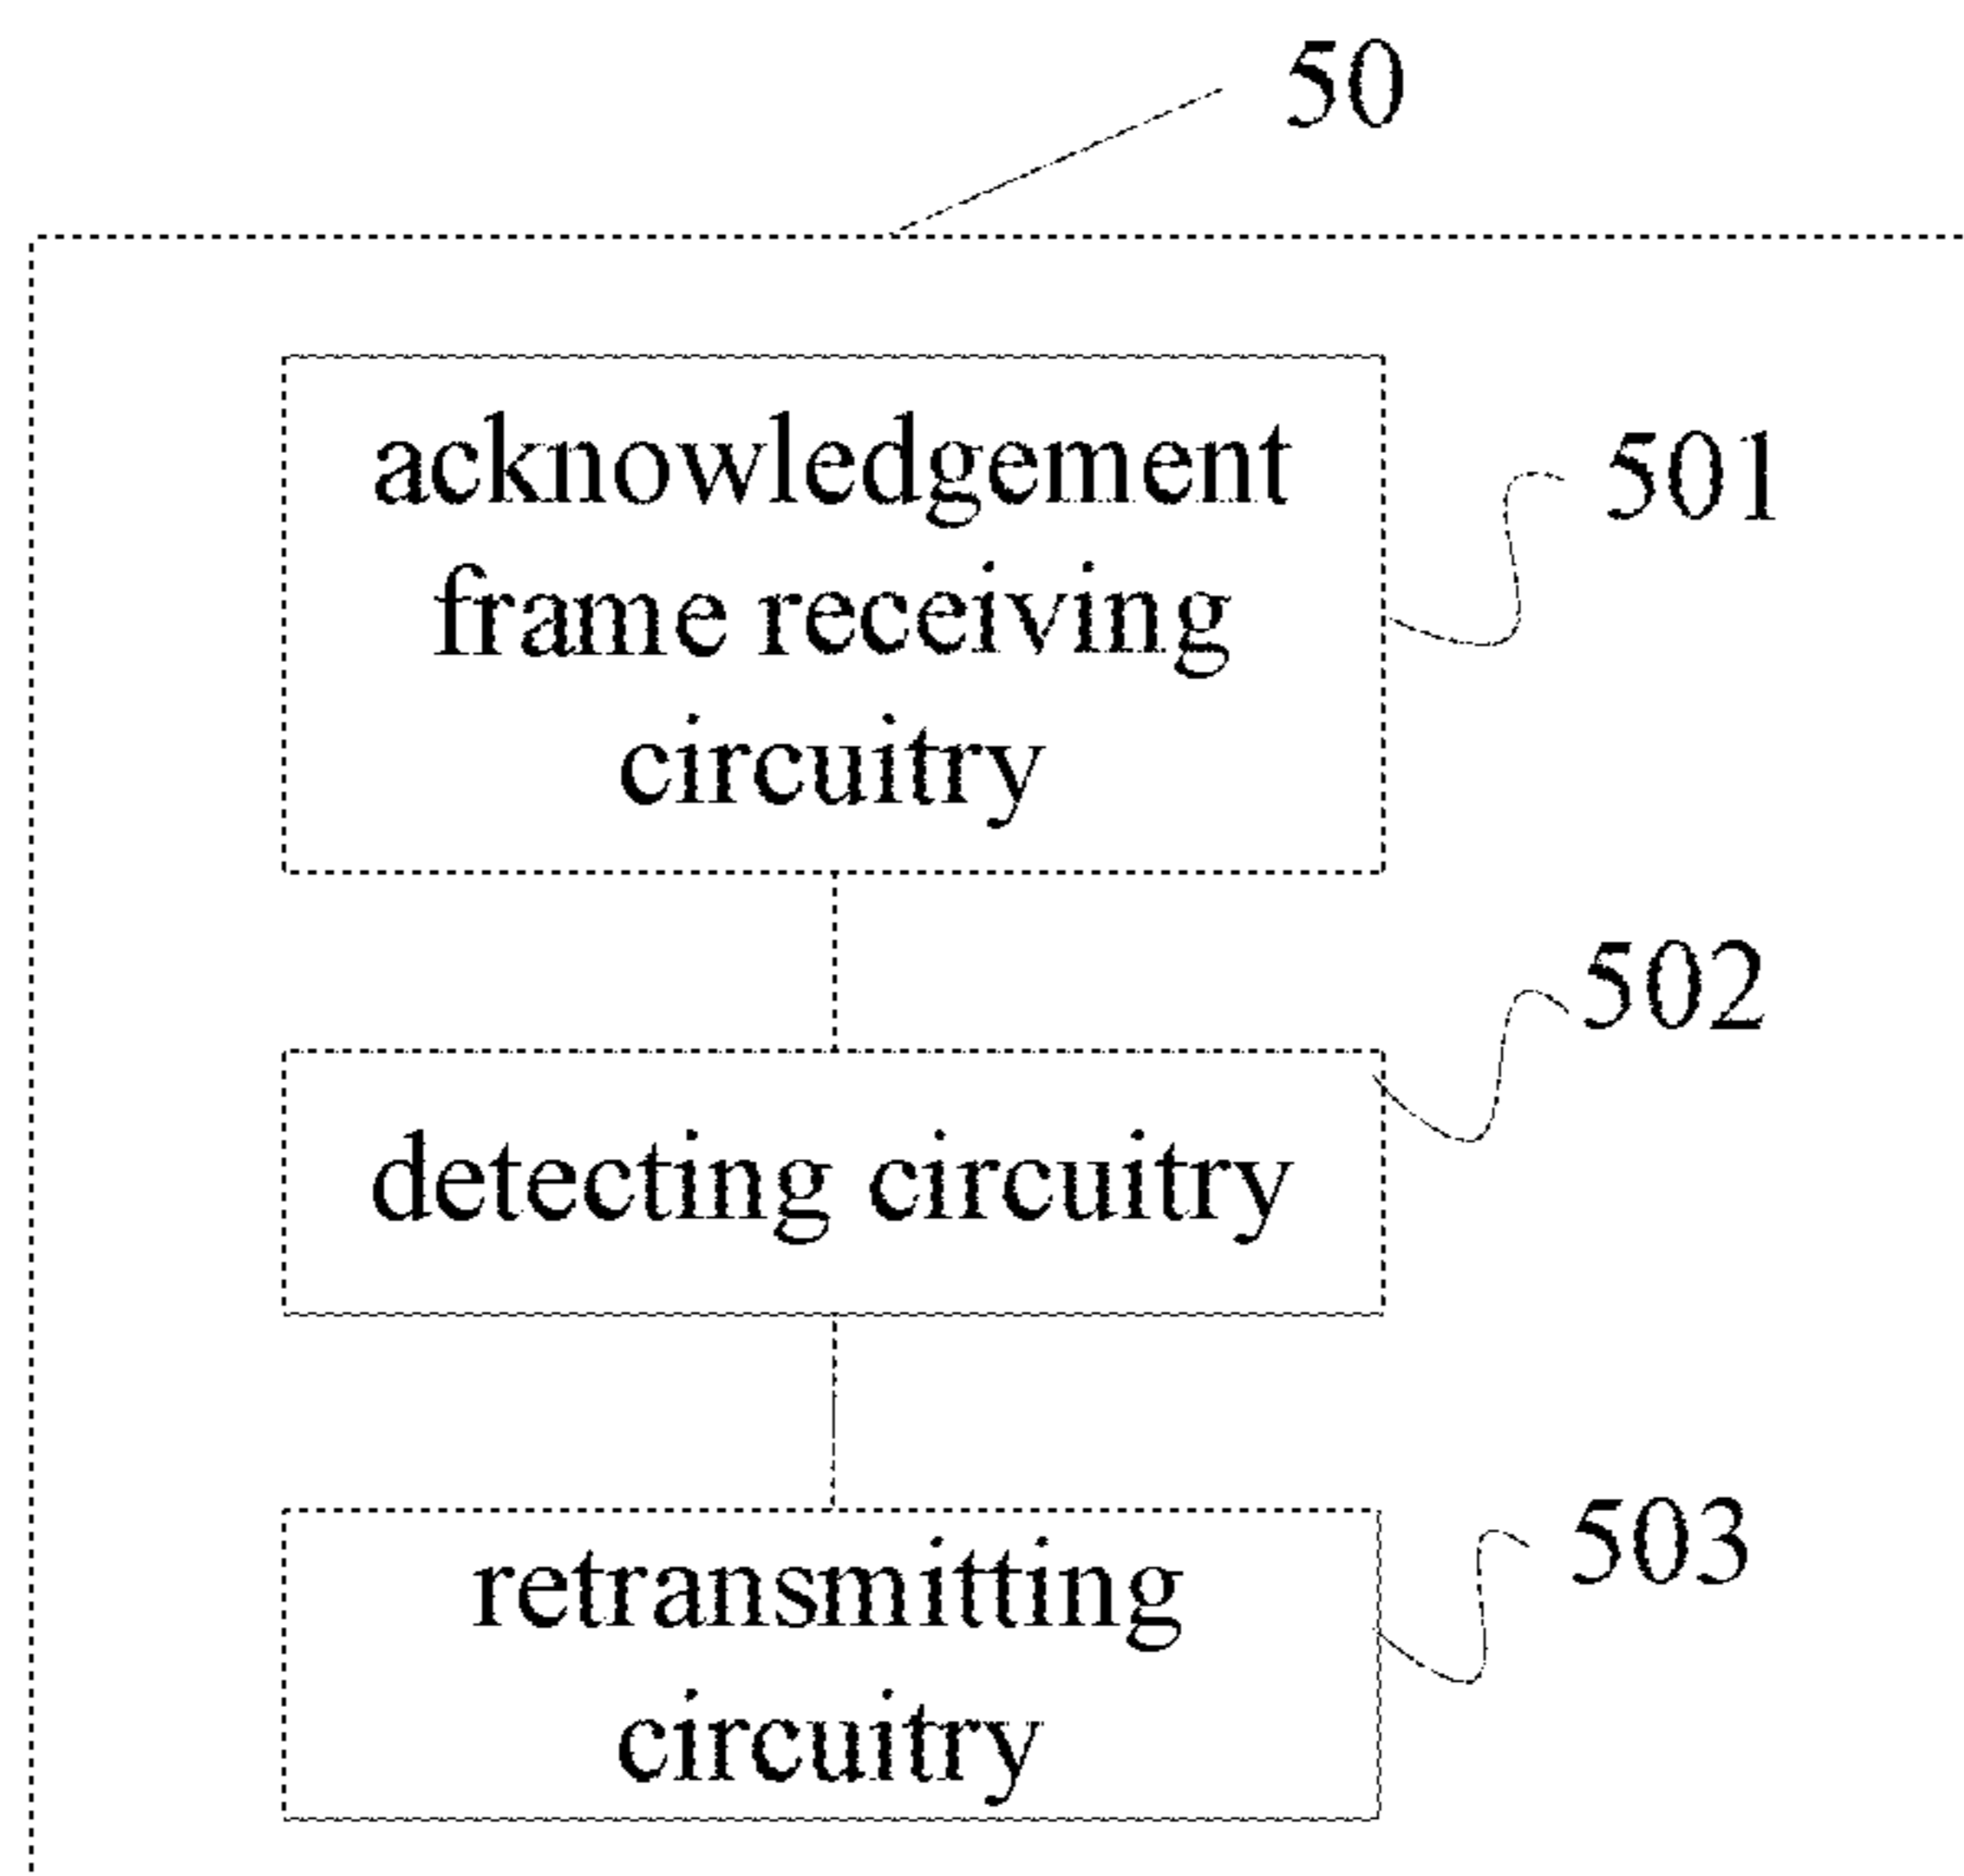 50
acknowledgement
frame receiving
circuitry
501
502
detecting circuitry
503
retransmitting
circuitry